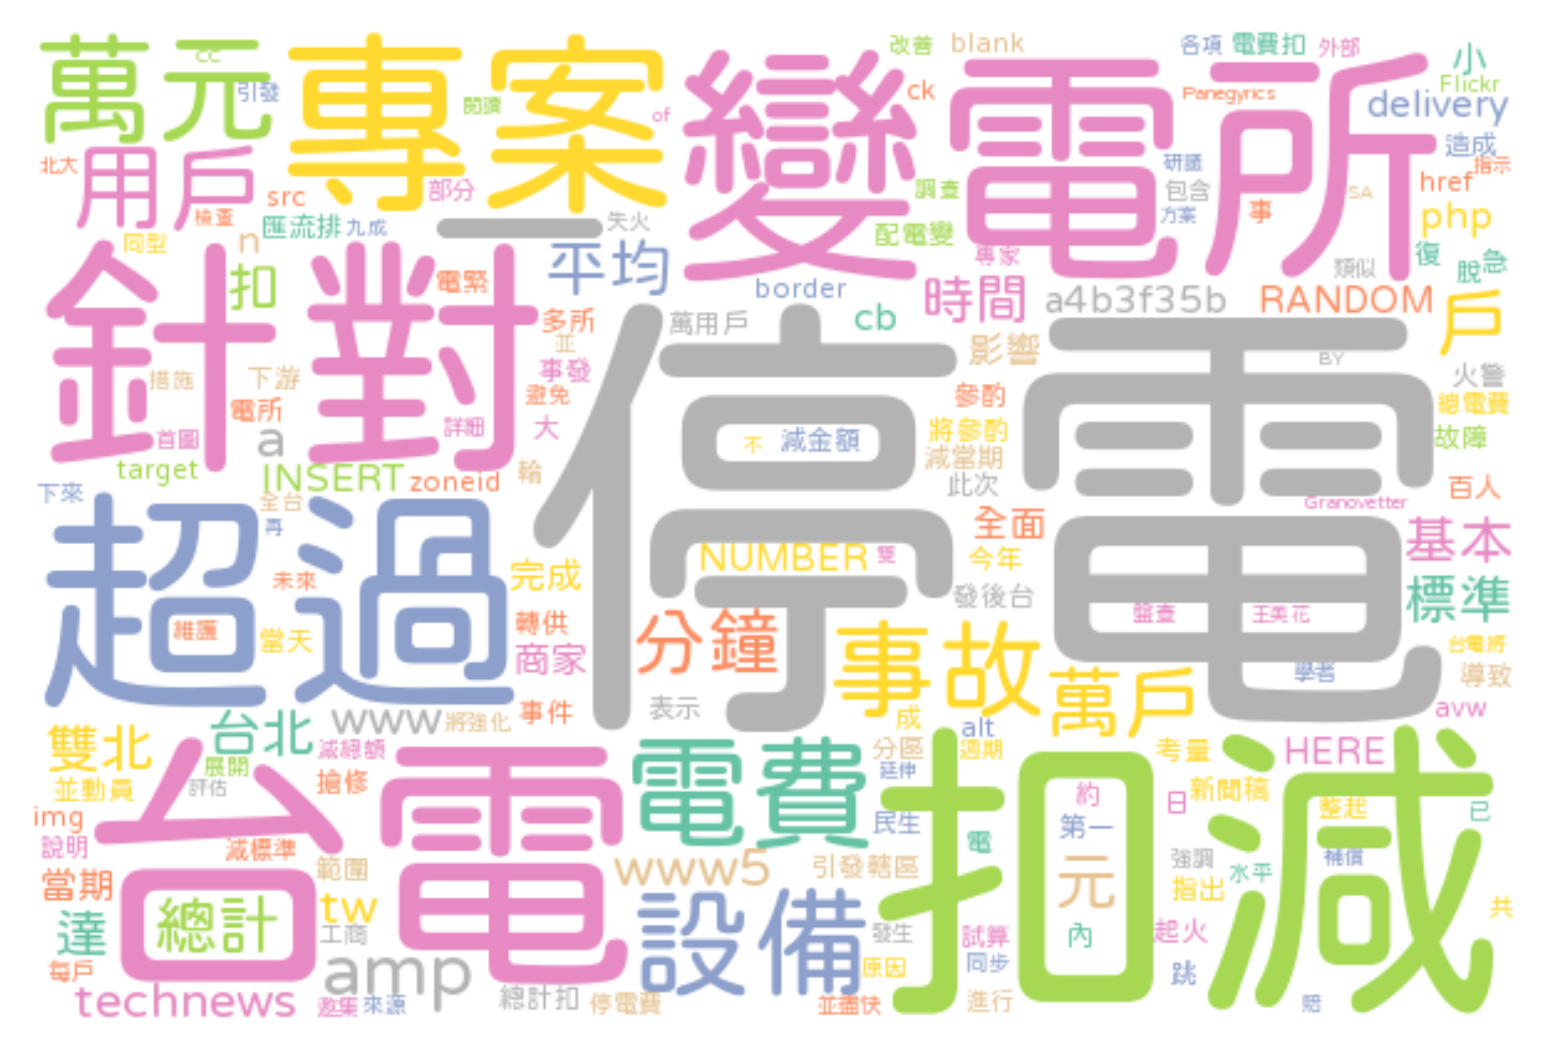 萬元
cc
引發
專案
閱讀
of
變電所
改善
blank
ck
各項
電費扣
外部
小
Flickr
Panegyrics
delivery
造成
指示
北大
用戶
檢查
src
部分
匯流排
九成
一
失火
調查
配電變
研議
包含
方案
事
SA
href
php
同型
n
扣
電緊
平均
專家
border
時間
類似
復
脫
急
a4b3f35b
RANDOM
戶
針對
多所
並
事發
避免
萬用戶
cb
影響
BY
火警
措施
下游
電所
首圖
a
詳細
大
停電
參酌
總電費
不
減金額
將參酌
減當期
故障
target
INSERT
zoneid
輪
此次
百人
下來
全台
再
Granovetter
超過
全面
基本
未來
完成
NUMBER
雙
今年
發後台
標準
維護
當天
轉供
商家
分鐘
盤查
王美花
事故
萬戶
台電將
學者
導致
雙北
台北
www
將強化
事件
表示
成
alt
avw
展開
減總額
台電
電費
分區
週期
考量
HERE
並動員
評估
搶修
延伸
扣減
約
日
新聞稿
整起
已
img
說明
減標準
民生
電
第一
強調
補償
當期
範圍
www5
引發轄區
元
指出
水平
達
總計
tw
工商
設備
發生
試算
內
起火
共
每戶
amp
原因
同步
跳
technews
邀集
來源
總計扣
停電費
並盡快
進行
賠